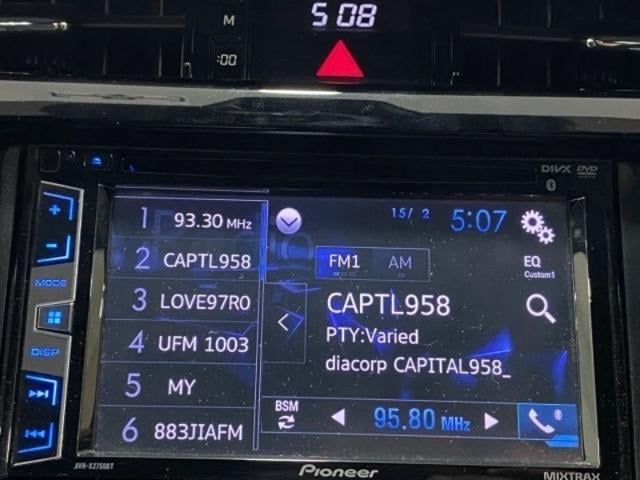 M
5 08
:00
DIVX DVD
1 93.30 MHz
15/ 2 5:07
2 CAPTL958
FM1 AM
EQ
Custom1
3 LOVE97R0
CAPTL958
PTY:Varied
4 UFM 1003
diacorp CAPITAL958_
5 MY
6 883JIAFM
BSM
95.80 MHz
+
-
MODE
DISP
AVH-X2750BT
Pioneer
MIXTRAX